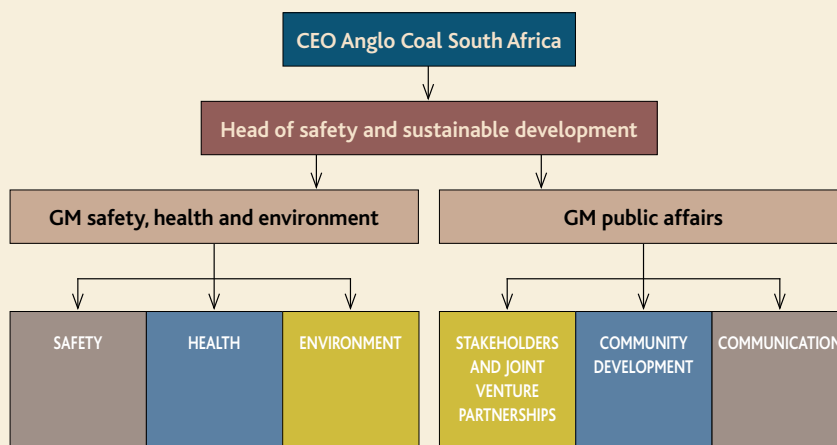 CEO Anglo Coal South Africa
Head of safety and sustainable development
GM safety, health and environment
GM public affairs
SAFETY
HEALTH
ENVIRONMENT
STAKEHOLDERS
AND JOINT
VENTURE
PARTNERSHIPS
COMMUNITY
DEVELOPMENT
COMMUNICATION